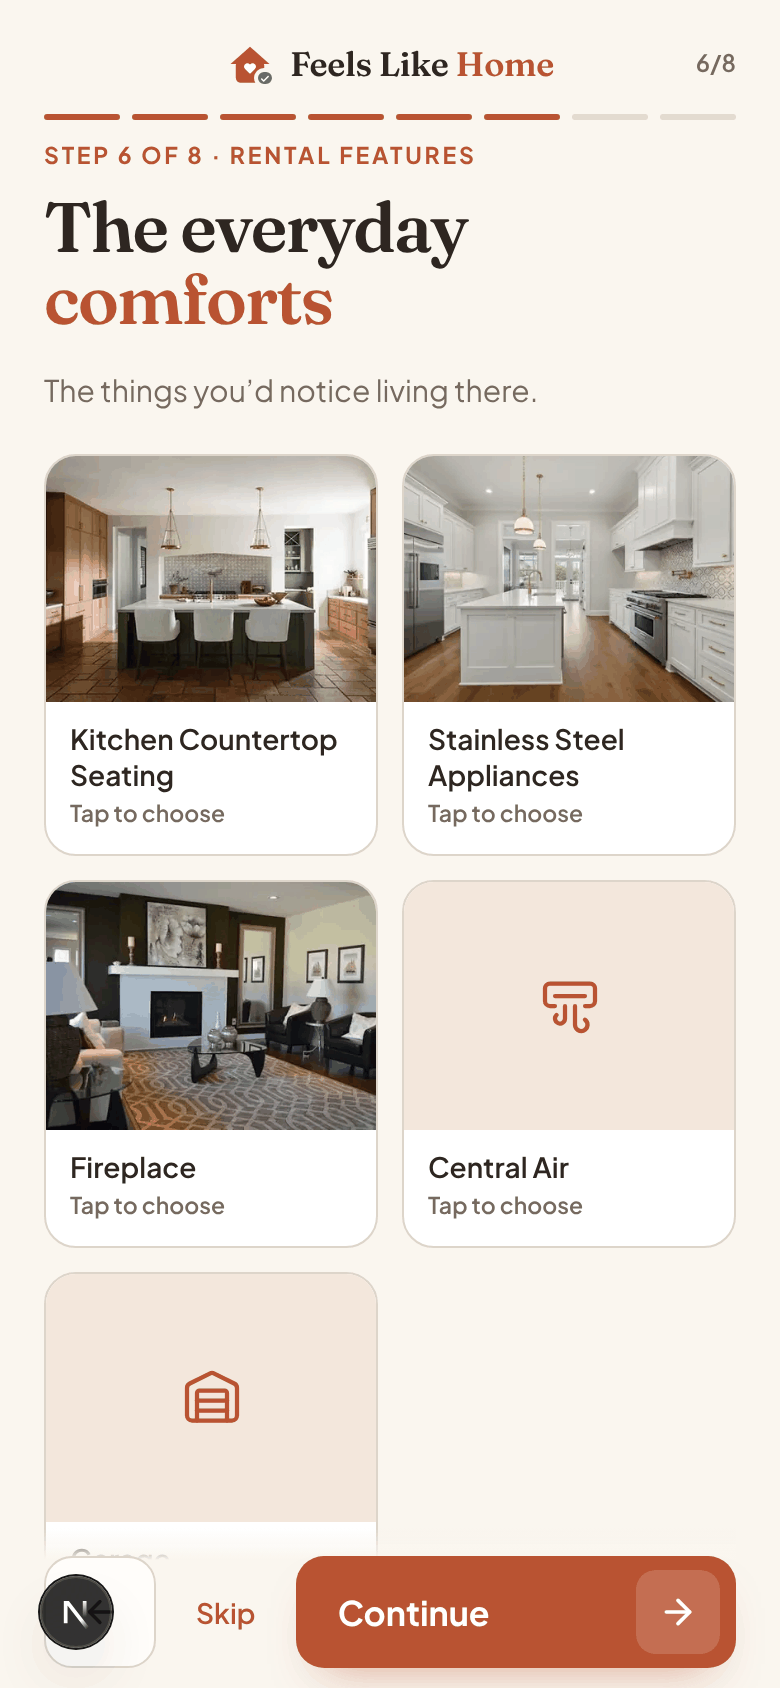 Feels Like Home
6/8
STEP 6 OF 8 · RENTAL FEATURES
The everyday
comforts
The things you’d notice living there.
Kitchen Countertop
Seating
Tap to choose
Stainless Steel
Appliances
Tap to choose
Fireplace
Tap to choose
Central Air
Tap to choose
Garage
N
Skip
Continue